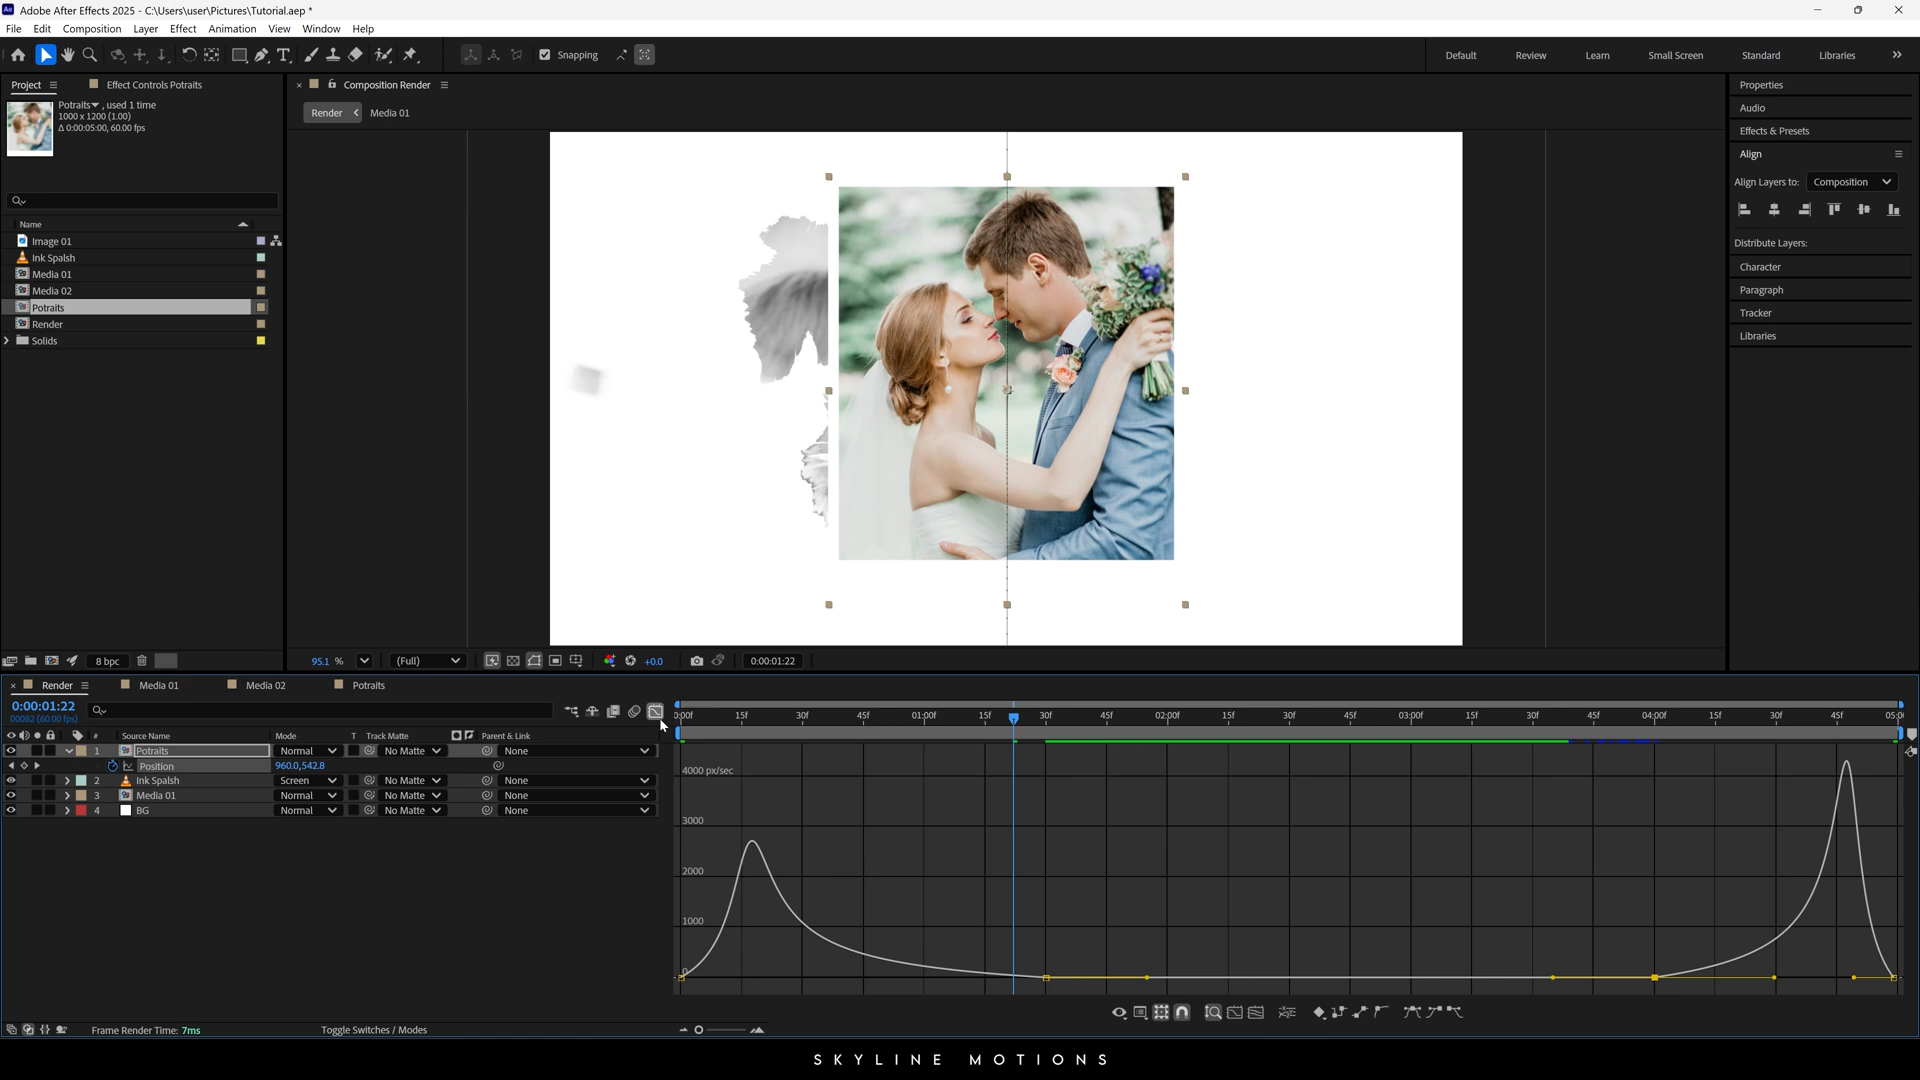 Adobe After Effects 2025 - C:\Users\user\Pictures\Tutorial.aep *
File Edit Composition Layer Effect Animation View Window Help
Snapping
Default Review Learn Small Screen Standard Libraries
Project
Effect Controls Potraits
Potraits , used 1 time
1000 x 1200 (1.00)
Δ 0:00:05:00, 60.00 fps
Name
Image 01
Ink Spalsh
Media 01
Media 02
Potraits
Render
Solids
8 bpc
Composition Render
Render Media 01
95.1 % (Full) +0.0 0:00:01:22
Properties
Audio
Effects & Presets
Align
Align Layers to: Composition
Distribute Layers:
Character
Paragraph
Tracker
Libraries
Render Media 01 Media 02 Potraits
0:00:01:22
00082 (60.00 fps)
# Source Name Mode T Track Matte Parent & Link
1 Potraits Normal No Matte None
Position 960.0,542.8
2 Ink Spalsh Screen No Matte None
3 Media 01 Normal No Matte None
4 BG Normal No Matte None
0:00f 15f 30f 45f 01:00f 15f 30f 45f 02:00f 15f 30f 45f 03:00f 15f 30f 45f 04:00f 15f 30f 45f 05:0
4000 px/sec
3000
2000
1000
0
Frame Render Time: 7ms
Toggle Switches / Modes
SKYLINE MOTIONS